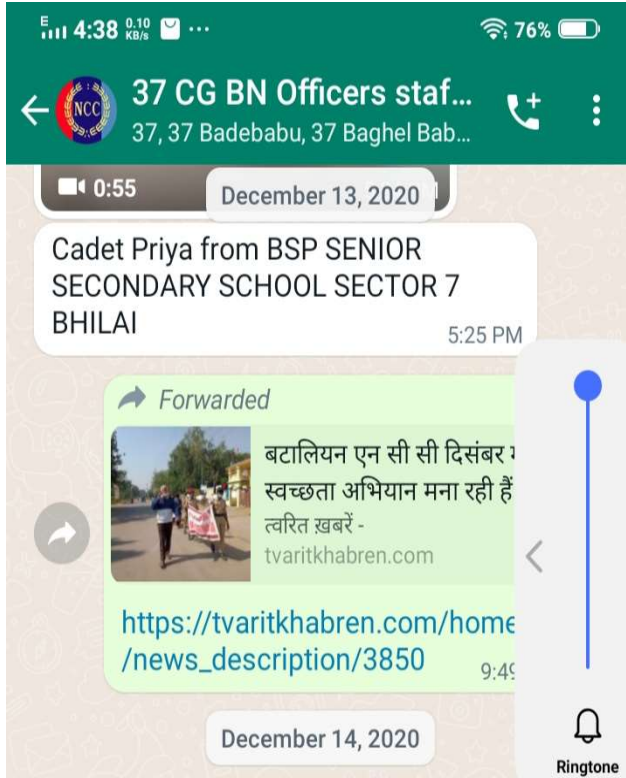 4:38 0.10 KB/s ... 76%
NCC
37 CG BN Officers staf...
37, 37 Badebabu, 37 Baghel Bab...
0:55
December 13, 2020
Cadet Priya from BSP SENIOR
SECONDARY SCHOOL SECTOR 7
BHILAI
5:25 PM
Forwarded
बटालियन एन सी सी दिसंबर
स्वच्छता अभियान मना रही हैं
त्वरित ख़बरें -
tvaritkhabren.com
https://tvaritkhabren.com/home
/news_description/3850
9:49
December 14, 2020
Ringtone